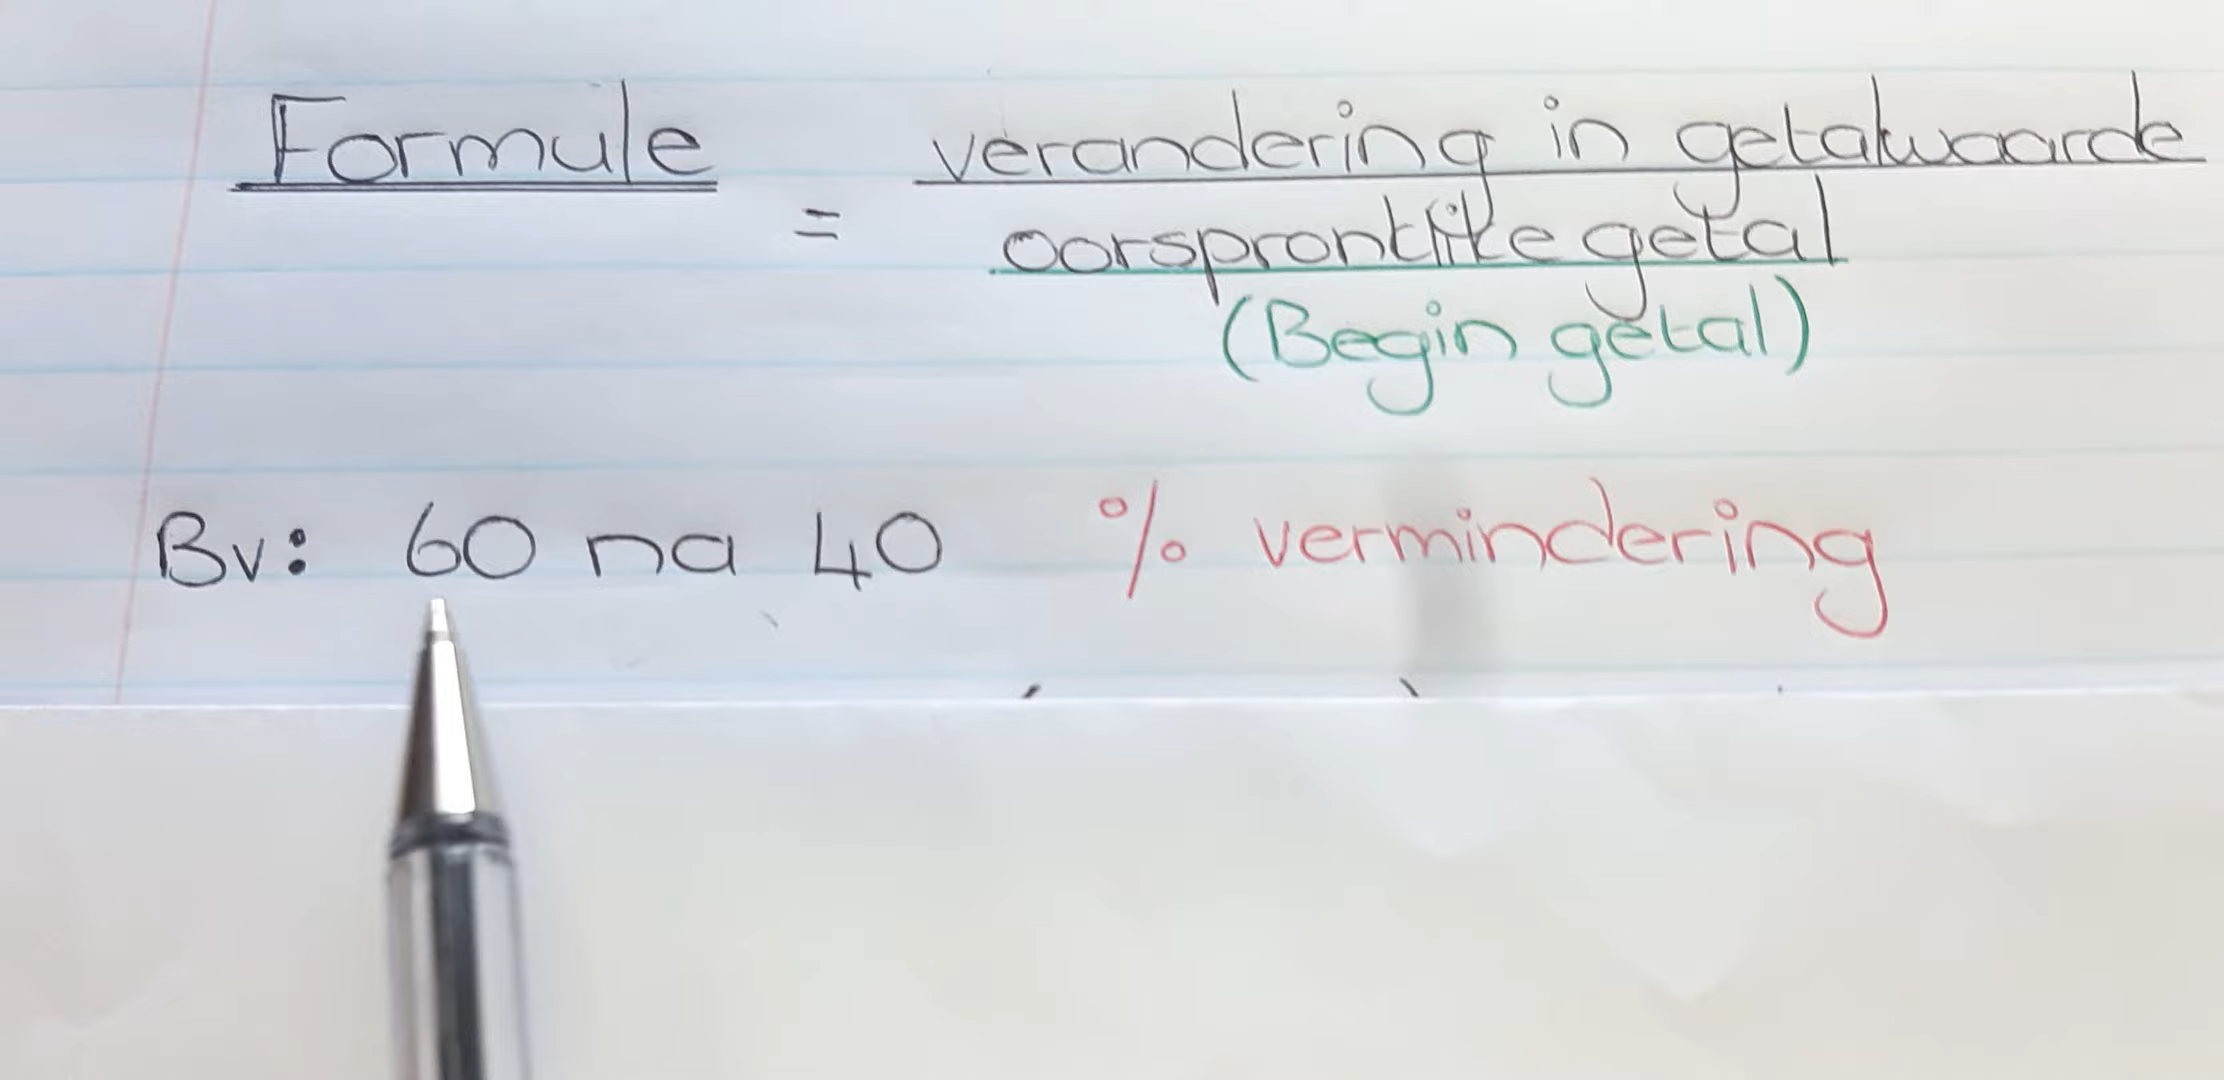 Formule = verandering in getalwaarde
oorspronklike getal
(Begin getal)
Bv: 60 na 40 % vermindering